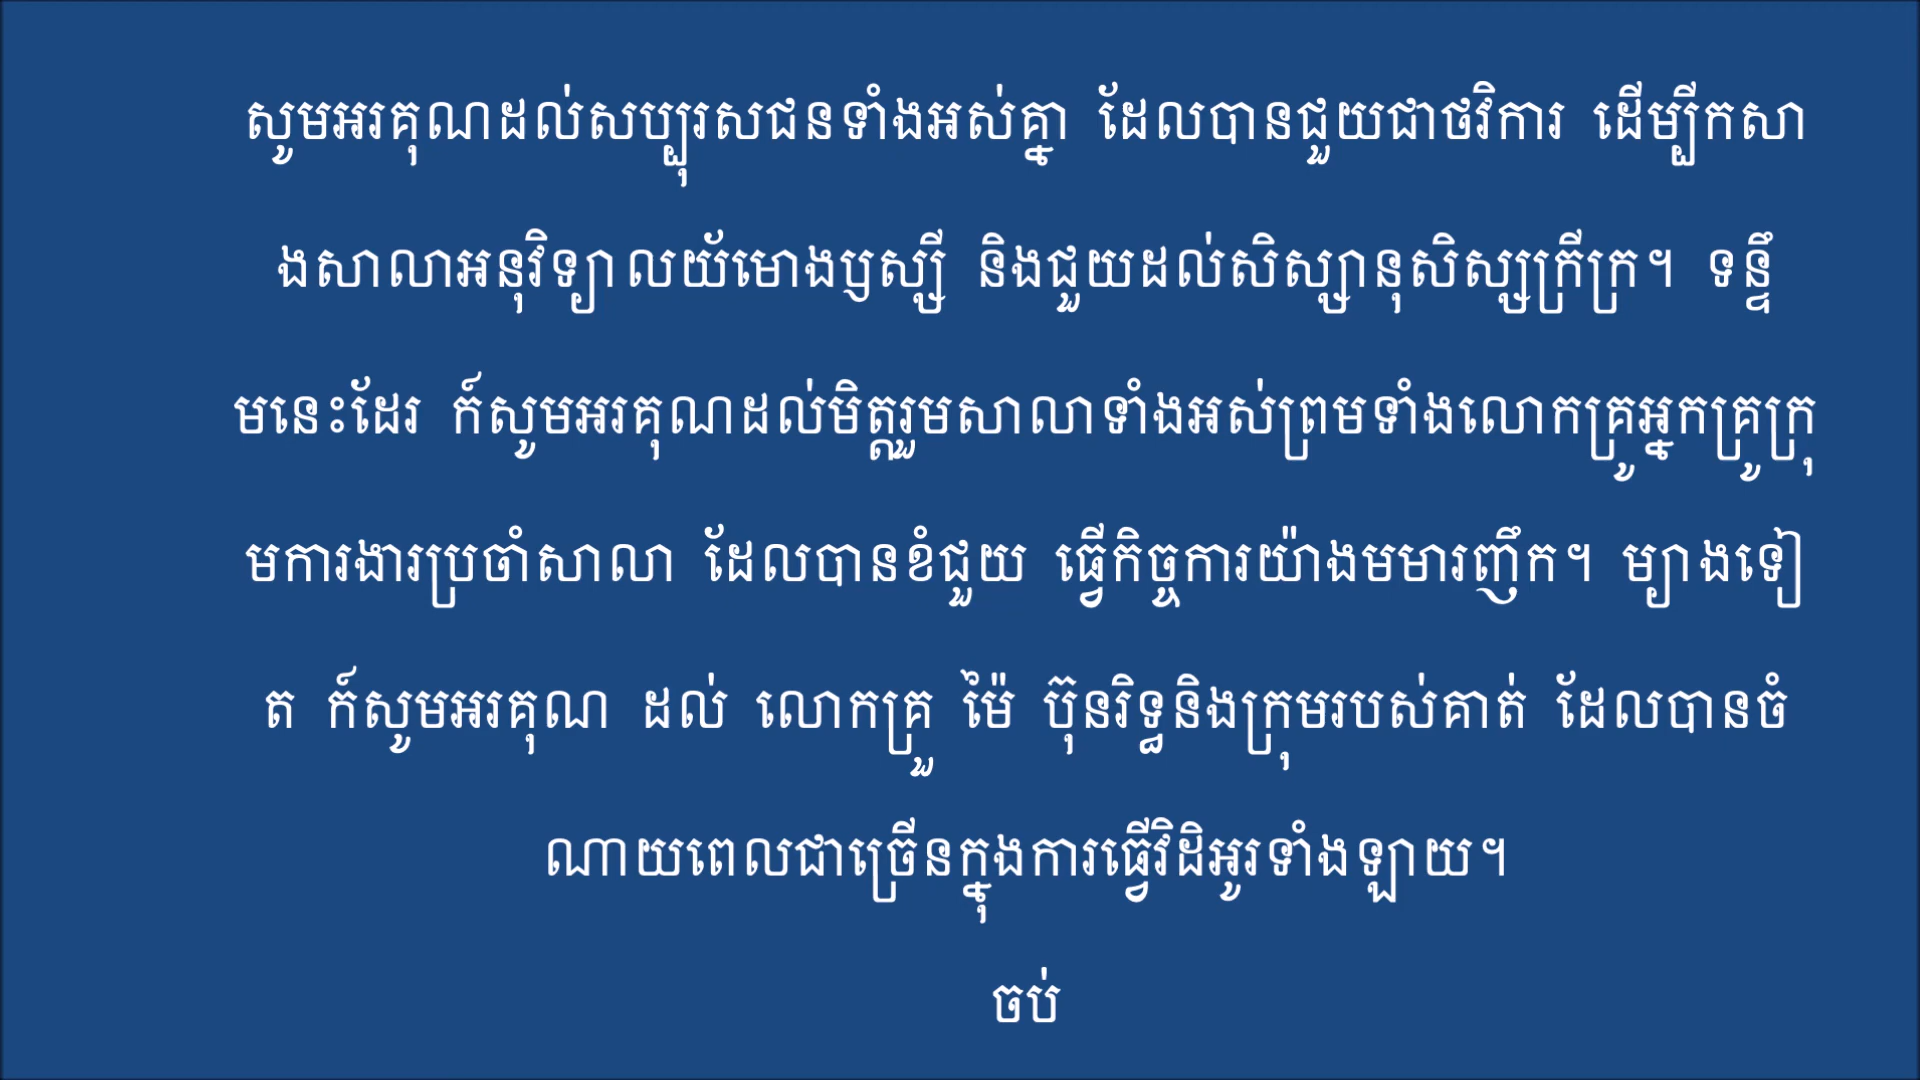 សូមអរគុណដល់សប្បុរសជនទាំងអស់គ្នា ដែលបានជួយជាថវិការ ដើម្បីកសា
ងសាលាអនុវិទ្យាលយ័មោងឫស្សី និងជួយដល់សិស្សានុសិស្សក្រីក្រ។ ទន្ទឹ
មនេះដែរ ក៍សូមអរគុណដល់មិត្តរួមសាលាទាំងអស់ព្រមទាំងលោកគ្រូអ្នកគ្រូក្រុ
មការងារប្រចាំសាលា ដែលបានខំជួយ ធ្វើកិច្ចការយ៉ាងមមារញឹក។ ម្យាងទៀ
ត ក៍សូមអរគុណ ដល់ លោកគ្រួ ម៉ៃ ប៊ុនរិទ្ធនិងក្រុមរបស់គាត់ ដែលបានចំ
ណាយពេលជាច្រើនក្នុងការធ្វើវិដិអូរទាំងឡាយ។
ចប់